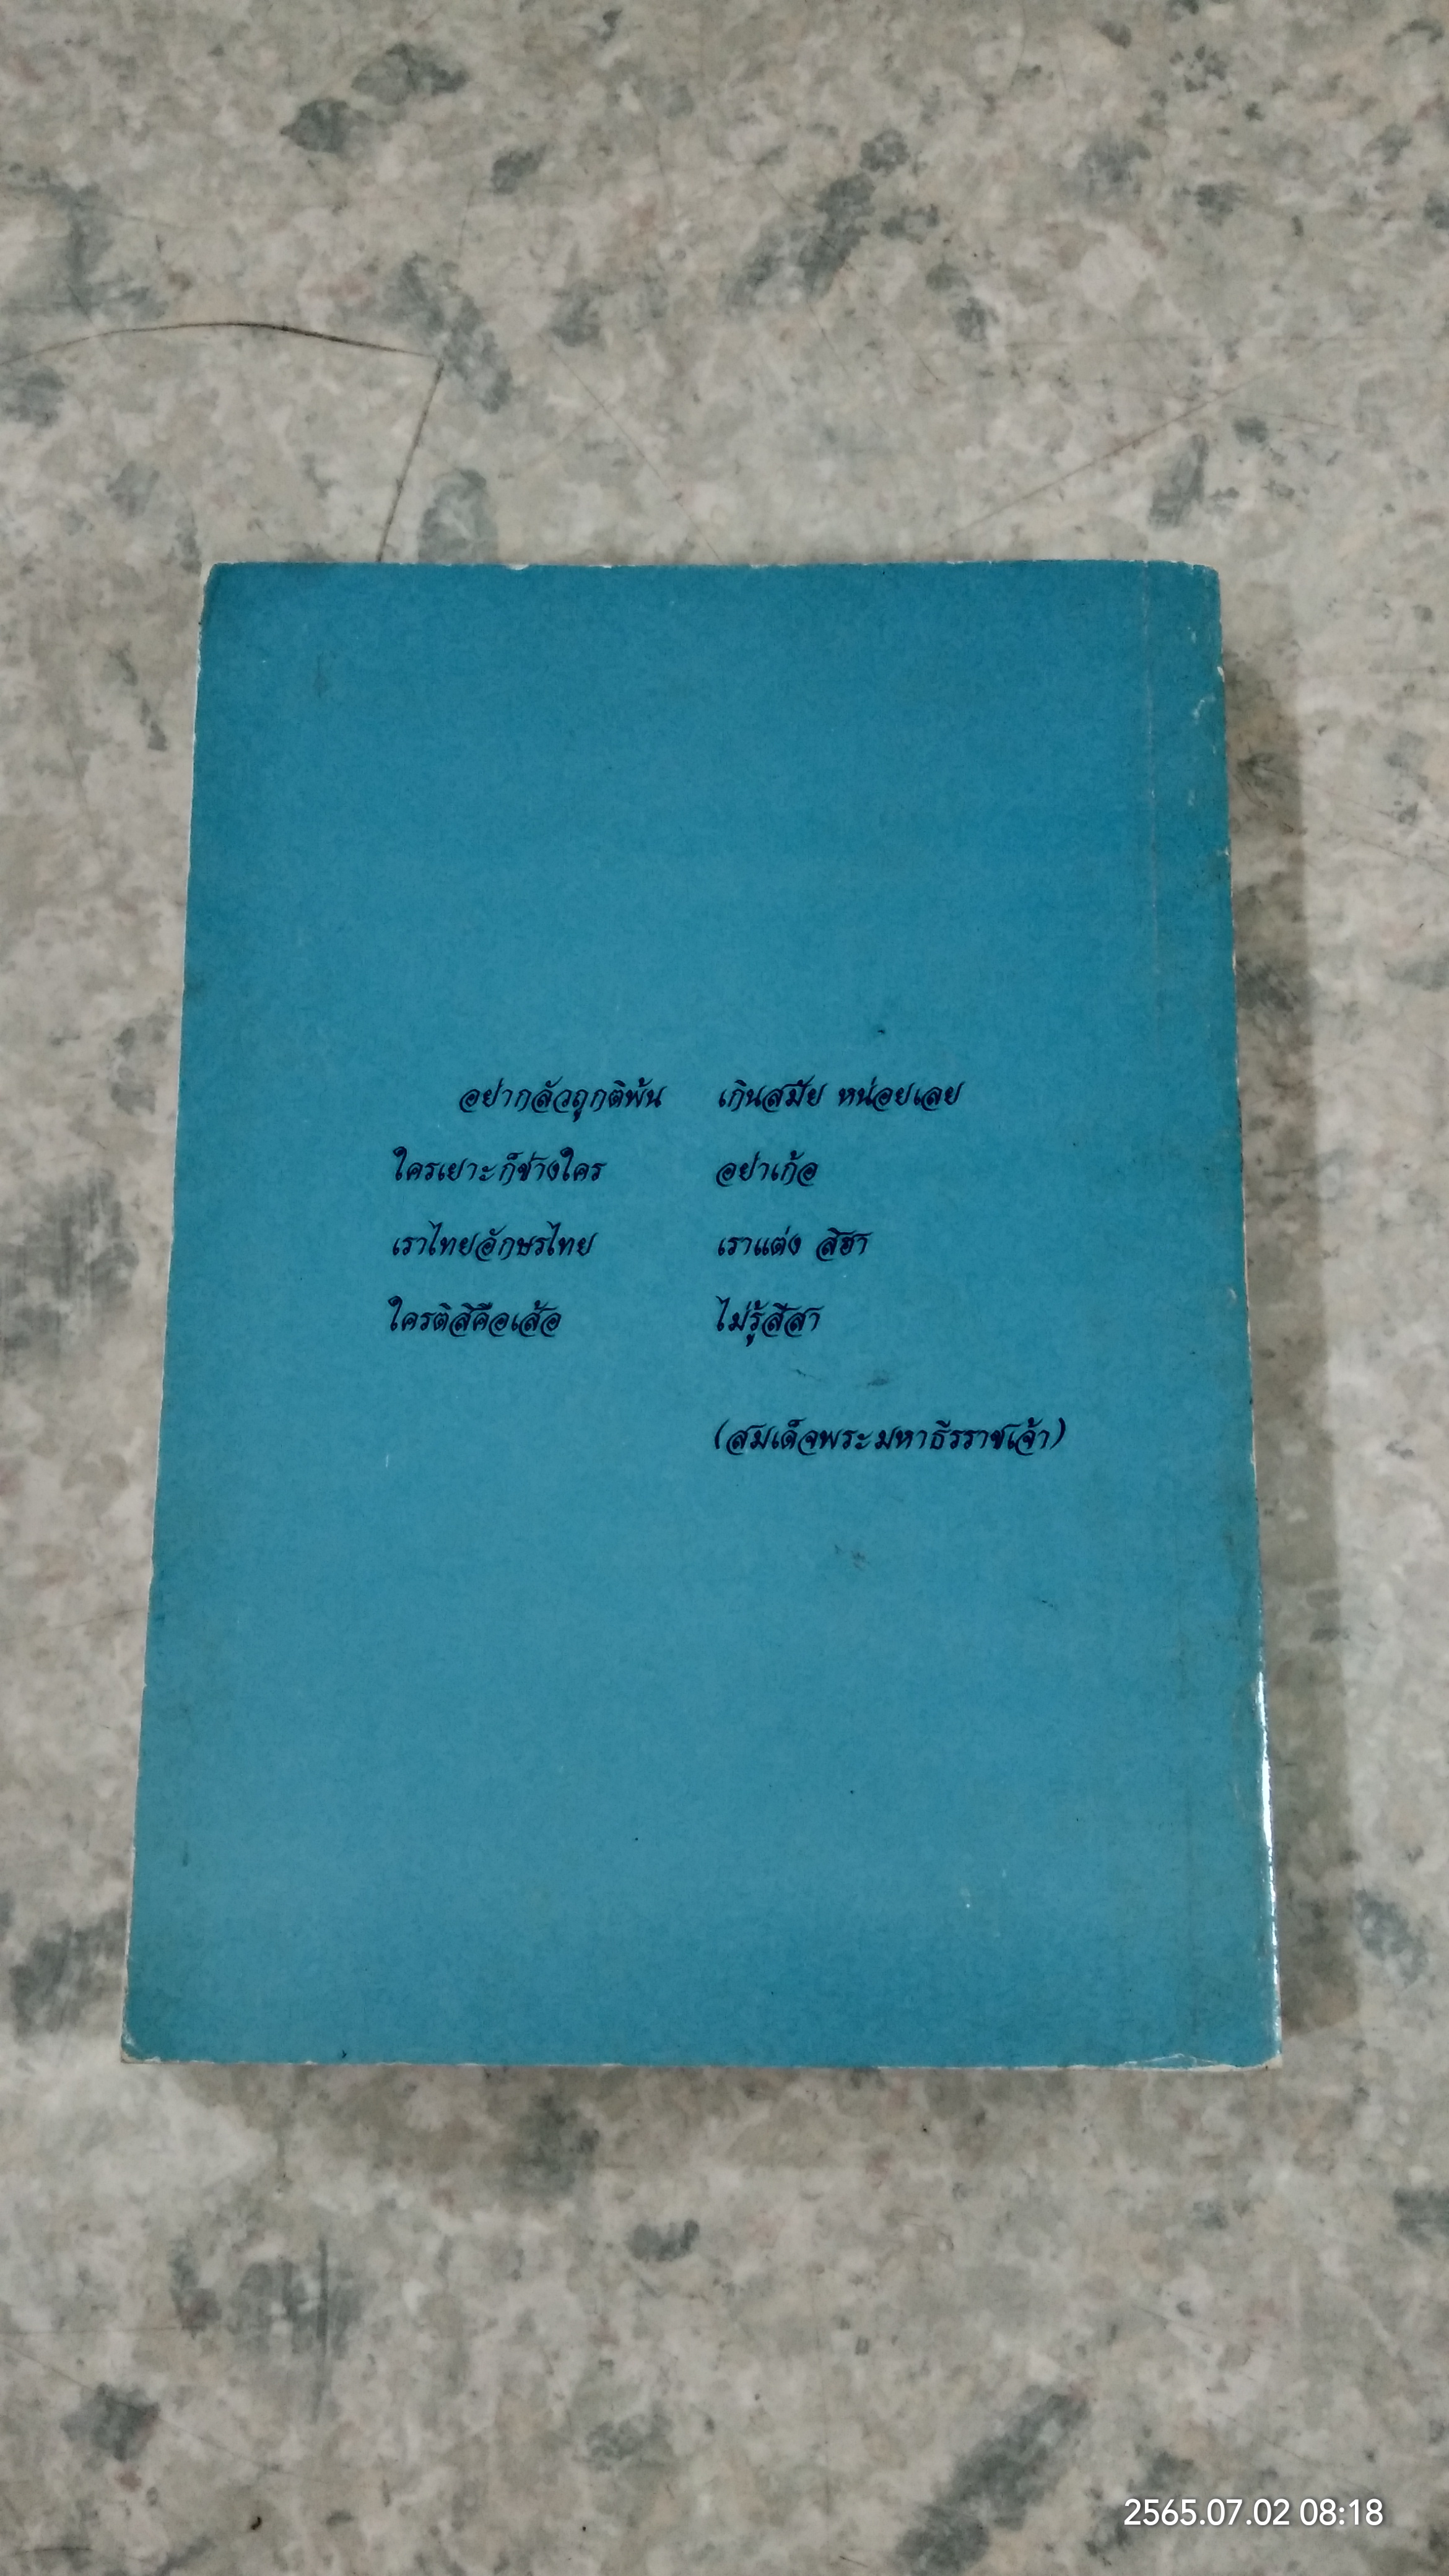 อย่ากลัวถูกติพ้น เกินสมัย หน่อยเลย
ใครเยาะก็ช่างใคร อย่าเก้อ
เราไทยอักษรไทย เราแต่ง สิฮา
ใครติสิคือเส้อ ไม่รู้สีสา
(สมเด็จพระมหาธีรราชเจ้า)
2565.07.02 08:18